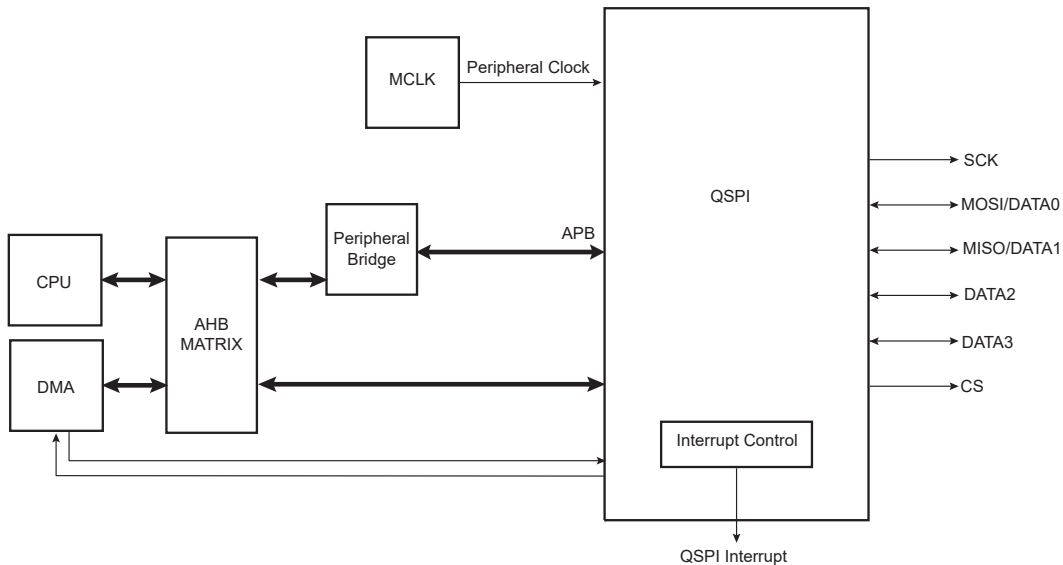 MCLK
Peripheral Clock
QSPI
SCK
MOSI/DATA0
MISO/DATA1
DATA2
DATA3
CS
Peripheral
Bridge
APB
CPU
AHB
MATRIX
DMA
Interrupt Control
QSPI Interrupt